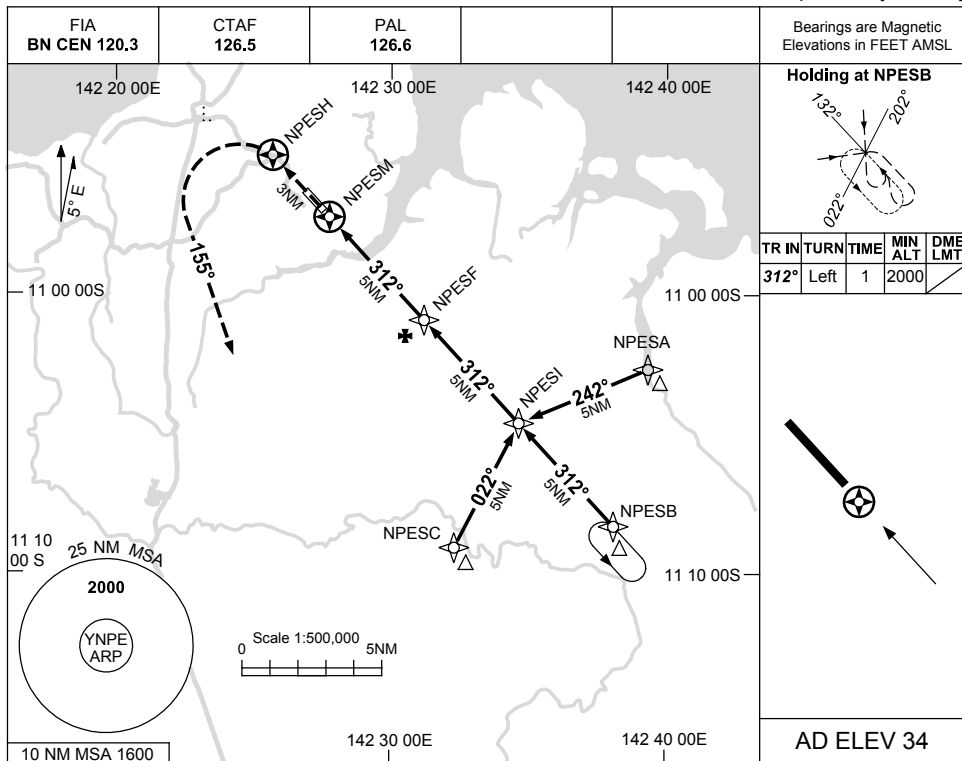 FIA
BN CEN 120.3
CTAF
126.5
PAL
126.6
Bearings are Magnetic
Elevations in FEET AMSL
142 20 00E
142 30 00E
142 40 00E
Holding at NPESB
132°
202°
022°
TR IN TURN TIME MIN ALT DME LMT
312° Left 1 2000
5° E
NPESH
NPESM
3NM
155°
312°
5NM
NPESF
11 00 00S
11 00 00S
312°
5NM
NPESI
NPESA
242°
5NM
022°
5NM
312°
5NM
NPESC
NPESB
11 10
00 S
11 10 00S
25 NM MSA
2000
YNPE
ARP
Scale 1:500,000
0
5NM
142 30 00E
142 40 00E
10 NM MSA 1600
AD ELEV 34